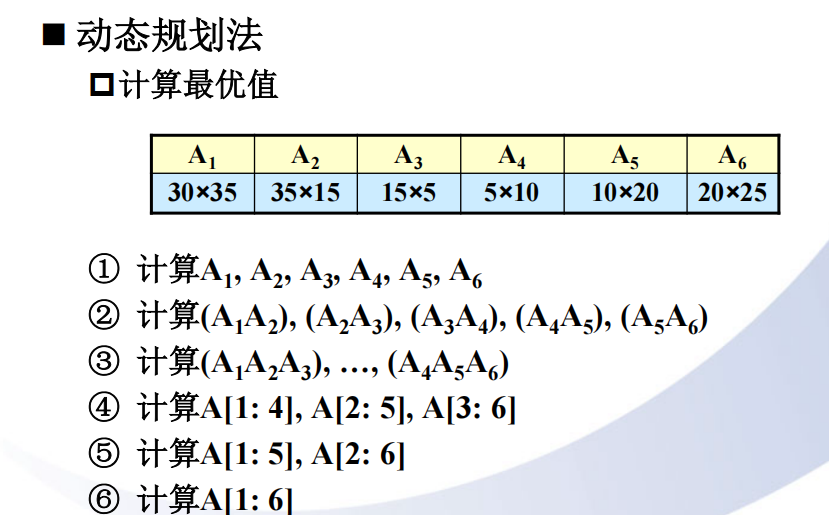 ■ 动态规划法
计算最优值
A₁ A₂ A₃ A₄ A₅ A₆
30×35 35×15 15×5 5×10 10×20 20×25
① 计算A₁, A₂, A₃, A₄, A₅, A₆
② 计算(A₁A₂), (A₂A₃), (A₃A₄), (A₄A₅), (A₅A₆)
③ 计算(A₁A₂A₃), …, (A₄A₅A₆)
④ 计算A[1: 4], A[2: 5], A[3: 6]
⑤ 计算A[1: 5], A[2: 6]
⑥ 计算A[1: 6]